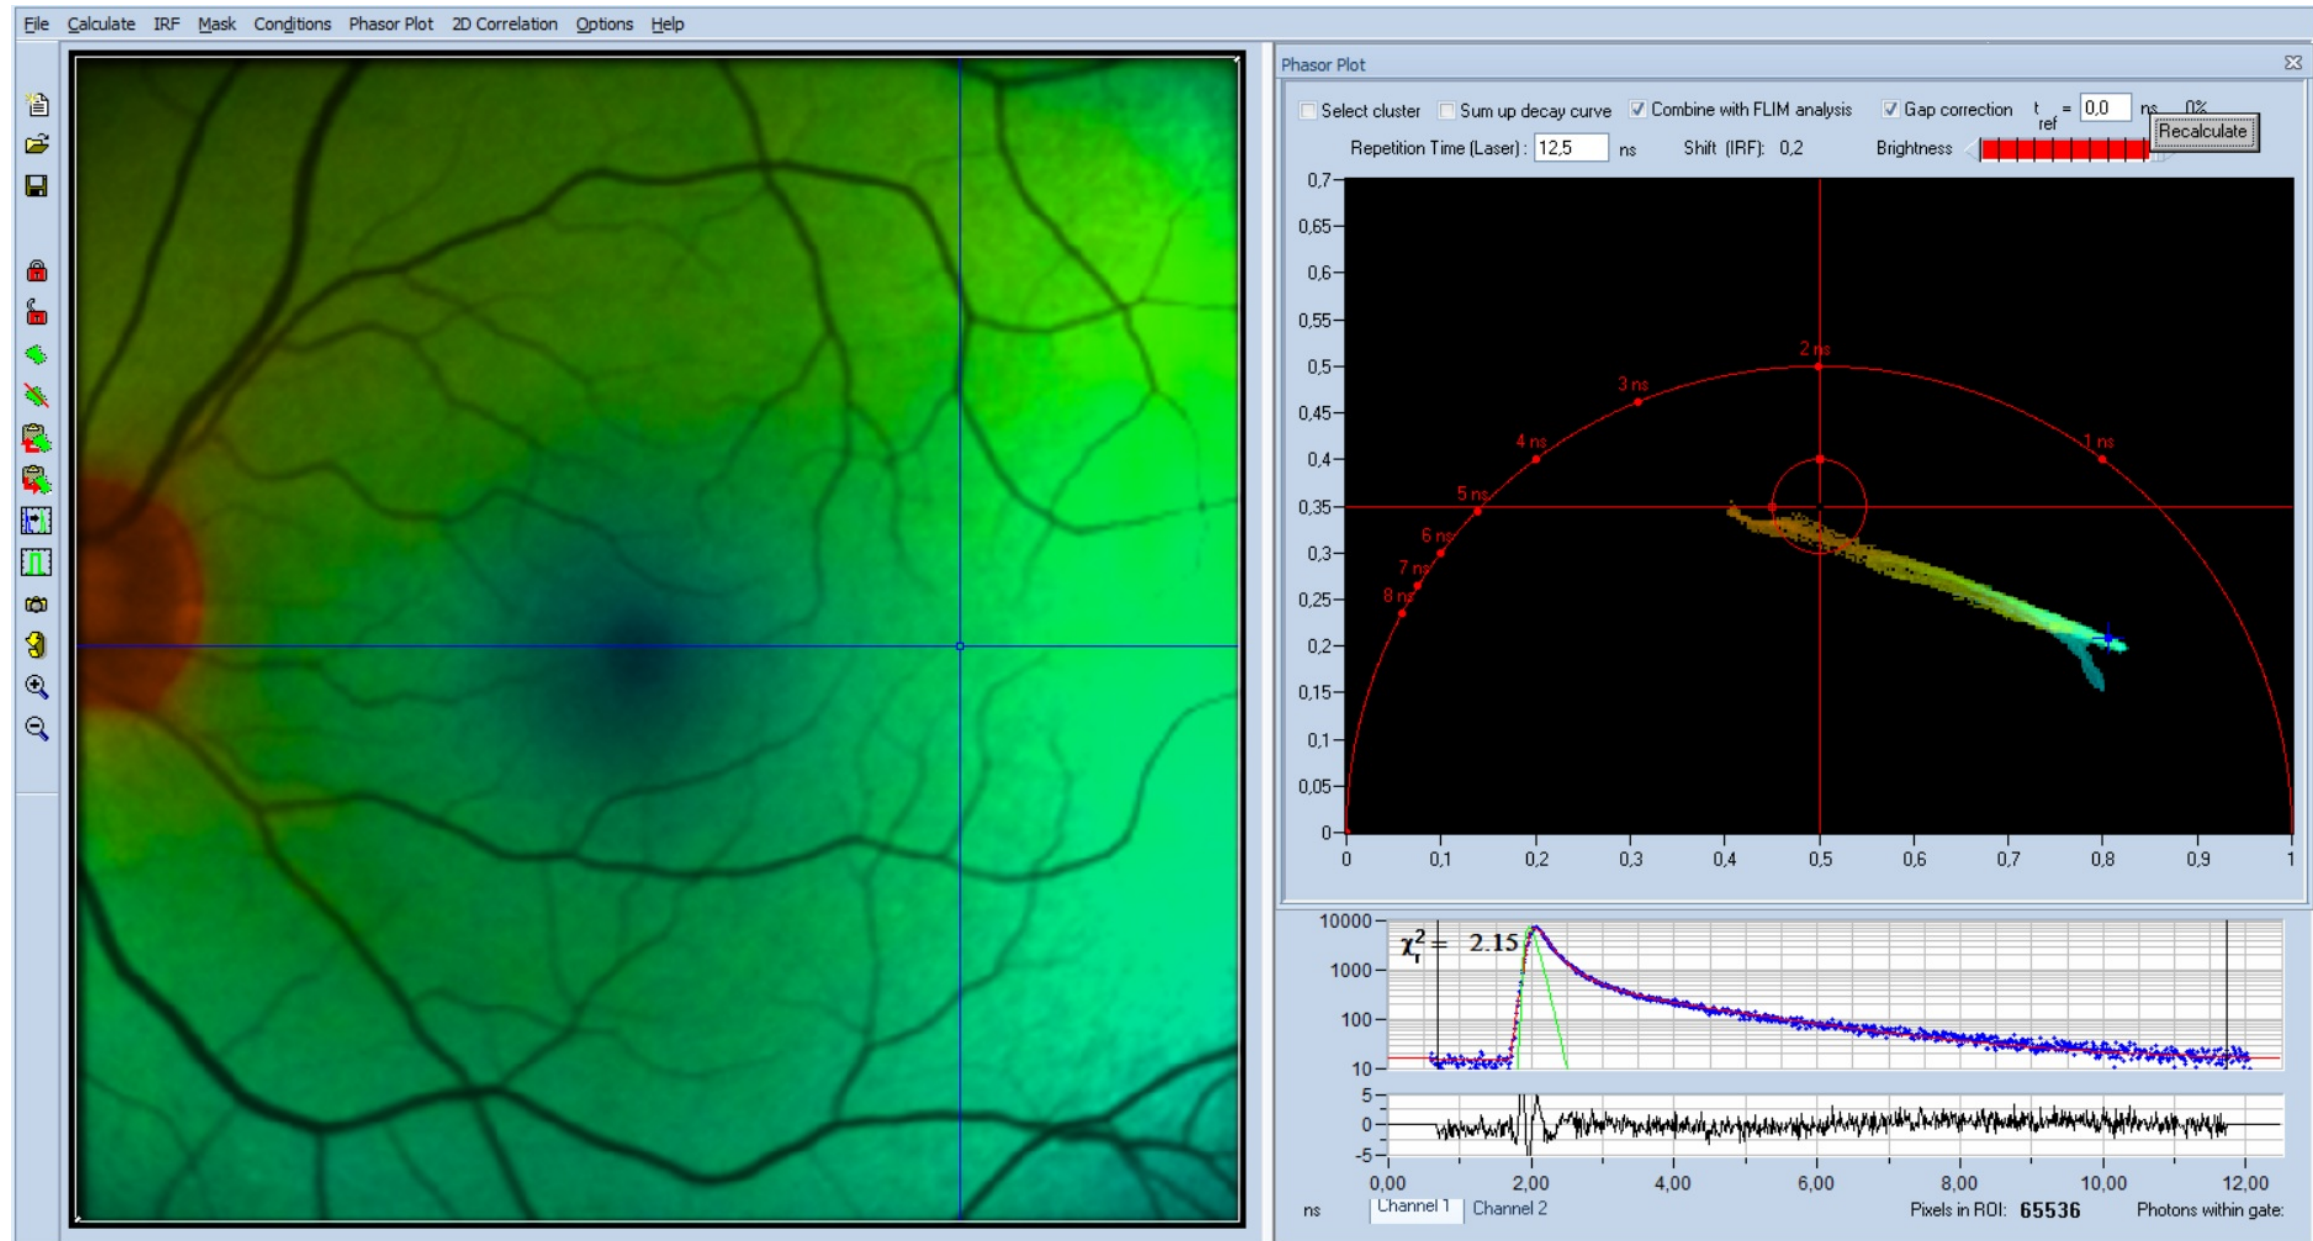 File Calculate IRF Mask Conditions Phasor Plot 2D Correlation Options Help
Phasor Plot
Select cluster Sum up decay curve Combine with FLIM analysis Gap correction t ref = 0,0 ns 0%
Recalculate
Repetition Time (Laser) : 12,5 ns Shift (IRF): 0,2 Brightness
0,7
0,65
0,6
0,55
0,5
0,45
0,4
0,35
0,3
0,25
0,2
0,15
0,1
0,05
0
2 ns
3 ns
4 ns
1 ns
5 ns
6 ns
7 ns
8 ns
0 0,1 0,2 0,3 0,4 0,5 0,6 0,7 0,8 0,9 1
10000
1000
100
10
χ²r = 2.15
5
0
-5
0,00 2,00 4,00 6,00 8,00 10,00 12,00
ns Channel 1 Channel 2 Pixels in ROI: 65536 Photons within gate: